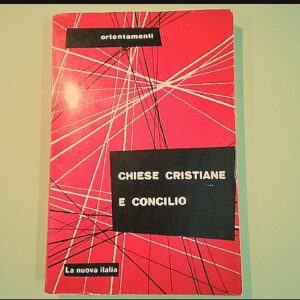 orientamenti
CHIESE CRISTIANE
E CONCILIO
La nuova italia